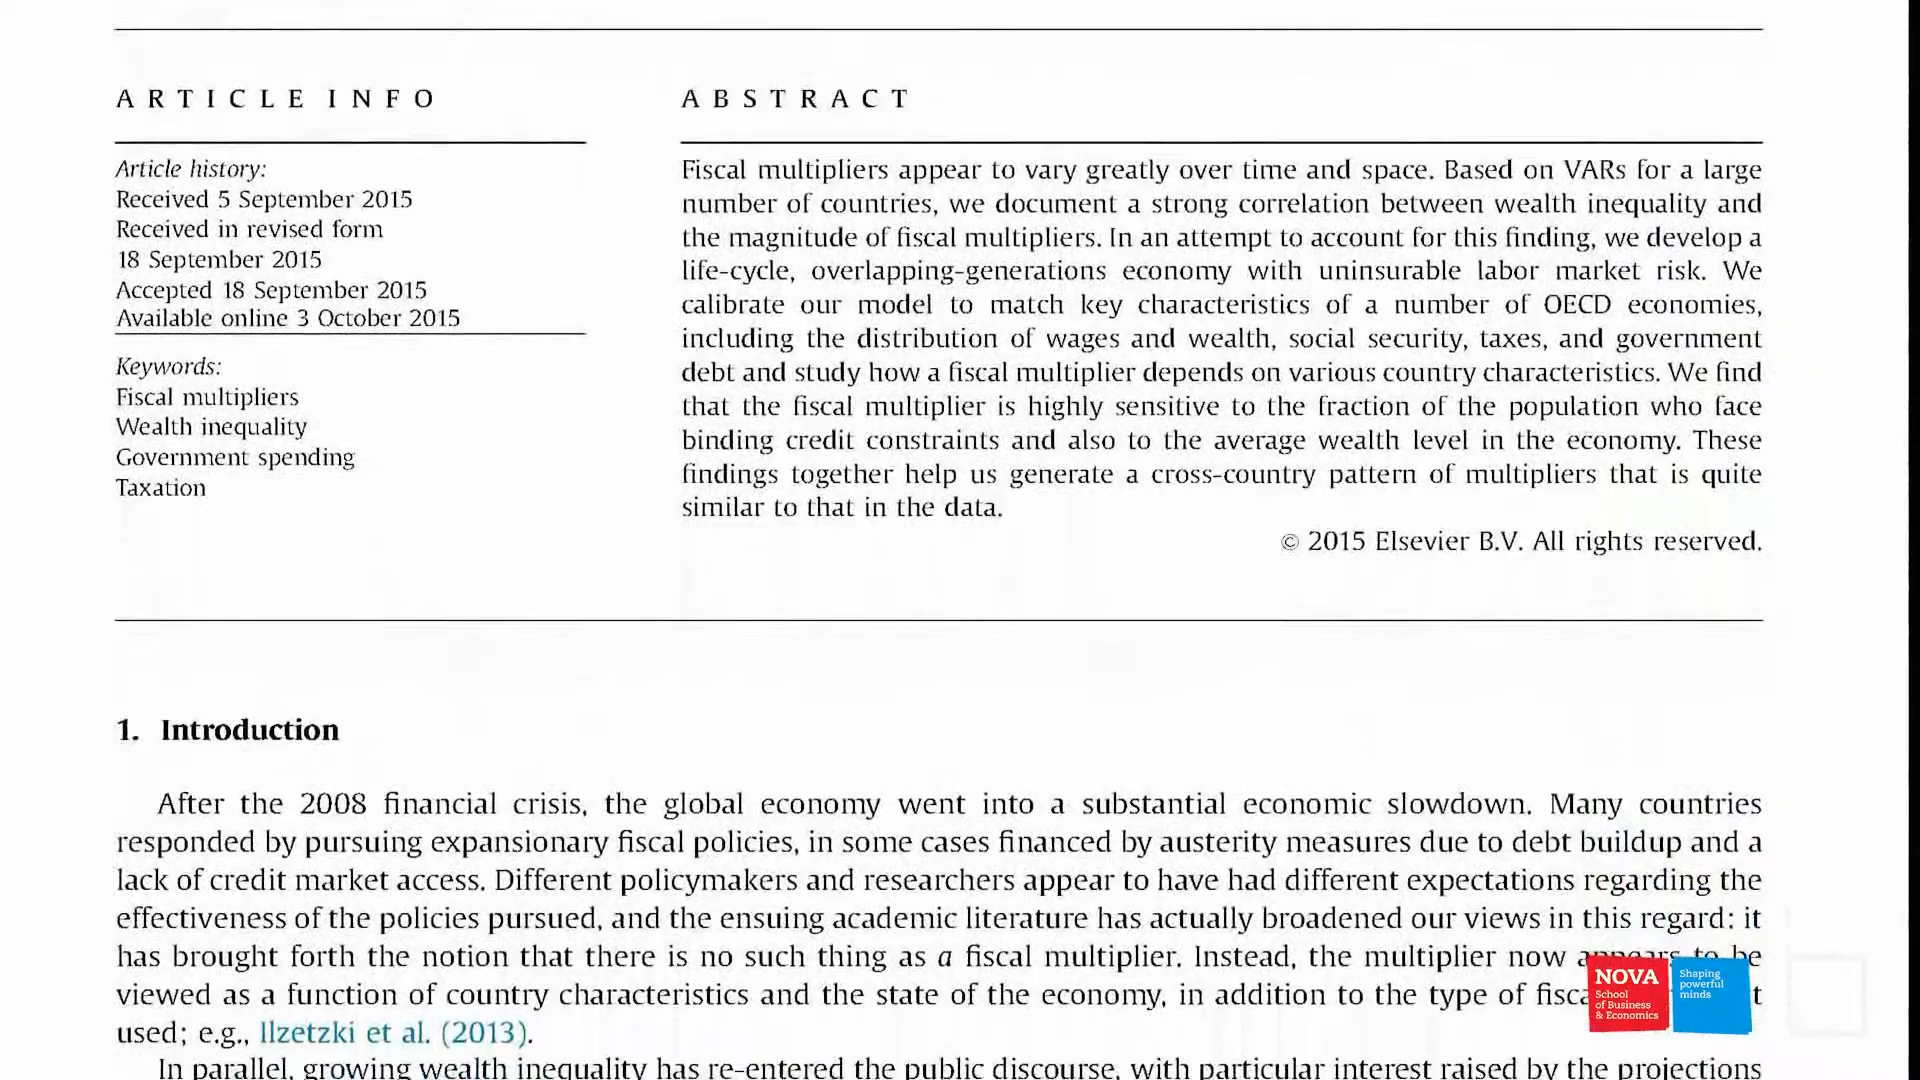 ARTICLE INFO
Article history:
Received 5 September 2015
Received in revised form
18 September 2015
Accepted 18 September 2015
Available online 3 October 2015
Keywords:
Fiscal multipliers
Wealth inequality
Government spending
Taxation
ABSTRACT
Fiscal multipliers appear to vary greatly over time and space. Based on VARs for a large
number of countries, we document a strong correlation between wealth inequality and
the magnitude of fiscal multipliers. In an attempt to account for this finding, we develop a
life-cycle, overlapping-generations economy with uninsurable labor market risk. We
calibrate our model to match key characteristics of a number of OECD economies,
including the distribution of wages and wealth, social security, taxes, and government
debt and study how a fiscal multiplier depends on various country characteristics. We find
that the fiscal multiplier is highly sensitive to the fraction of the population who face
binding credit constraints and also to the average wealth level in the economy. These
findings together help us generate a cross-country pattern of multipliers that is quite
similar to that in the data.
© 2015 Elsevier B.V. All rights reserved.
1. Introduction
After the 2008 financial crisis, the global economy went into a substantial economic slowdown. Many countries
responded by pursuing expansionary fiscal policies, in some cases financed by austerity measures due to debt buildup and a
lack of credit market access. Different policymakers and researchers appear to have had different expectations regarding the
effectiveness of the policies pursued, and the ensuing academic literature has actually broadened our views in this regard: it
has brought forth the notion that there is no such thing as a fiscal multiplier. Instead, the multiplier now appears to be
viewed as a function of country characteristics and the state of the economy, in addition to the type of
used; e.g., Ilzetzki et al. (2013).
In parallel, growing wealth inequality has re-entered the public discourse, with particular interest raised by the projections
NOVA
School
of Business
& Economics
Shaping
powerful
minds